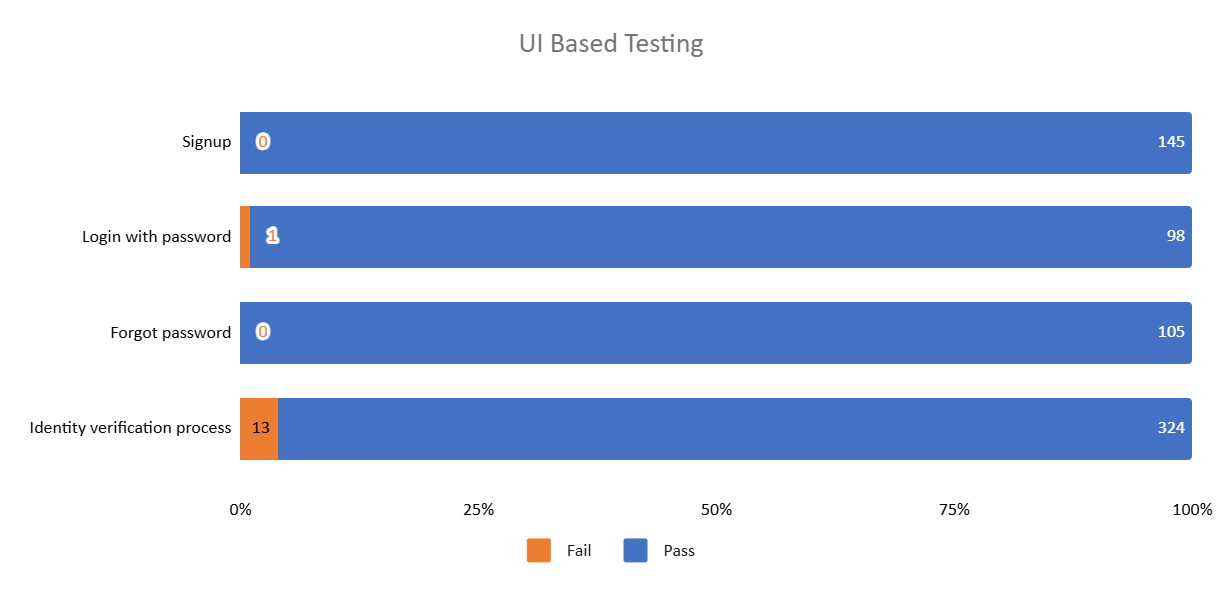 UI Based Testing
Signup 0 145
Login with password 1 98
Forgot password 0 105
Identity verification process 13 324
0% 25% 50% 75% 100%
Fail Pass